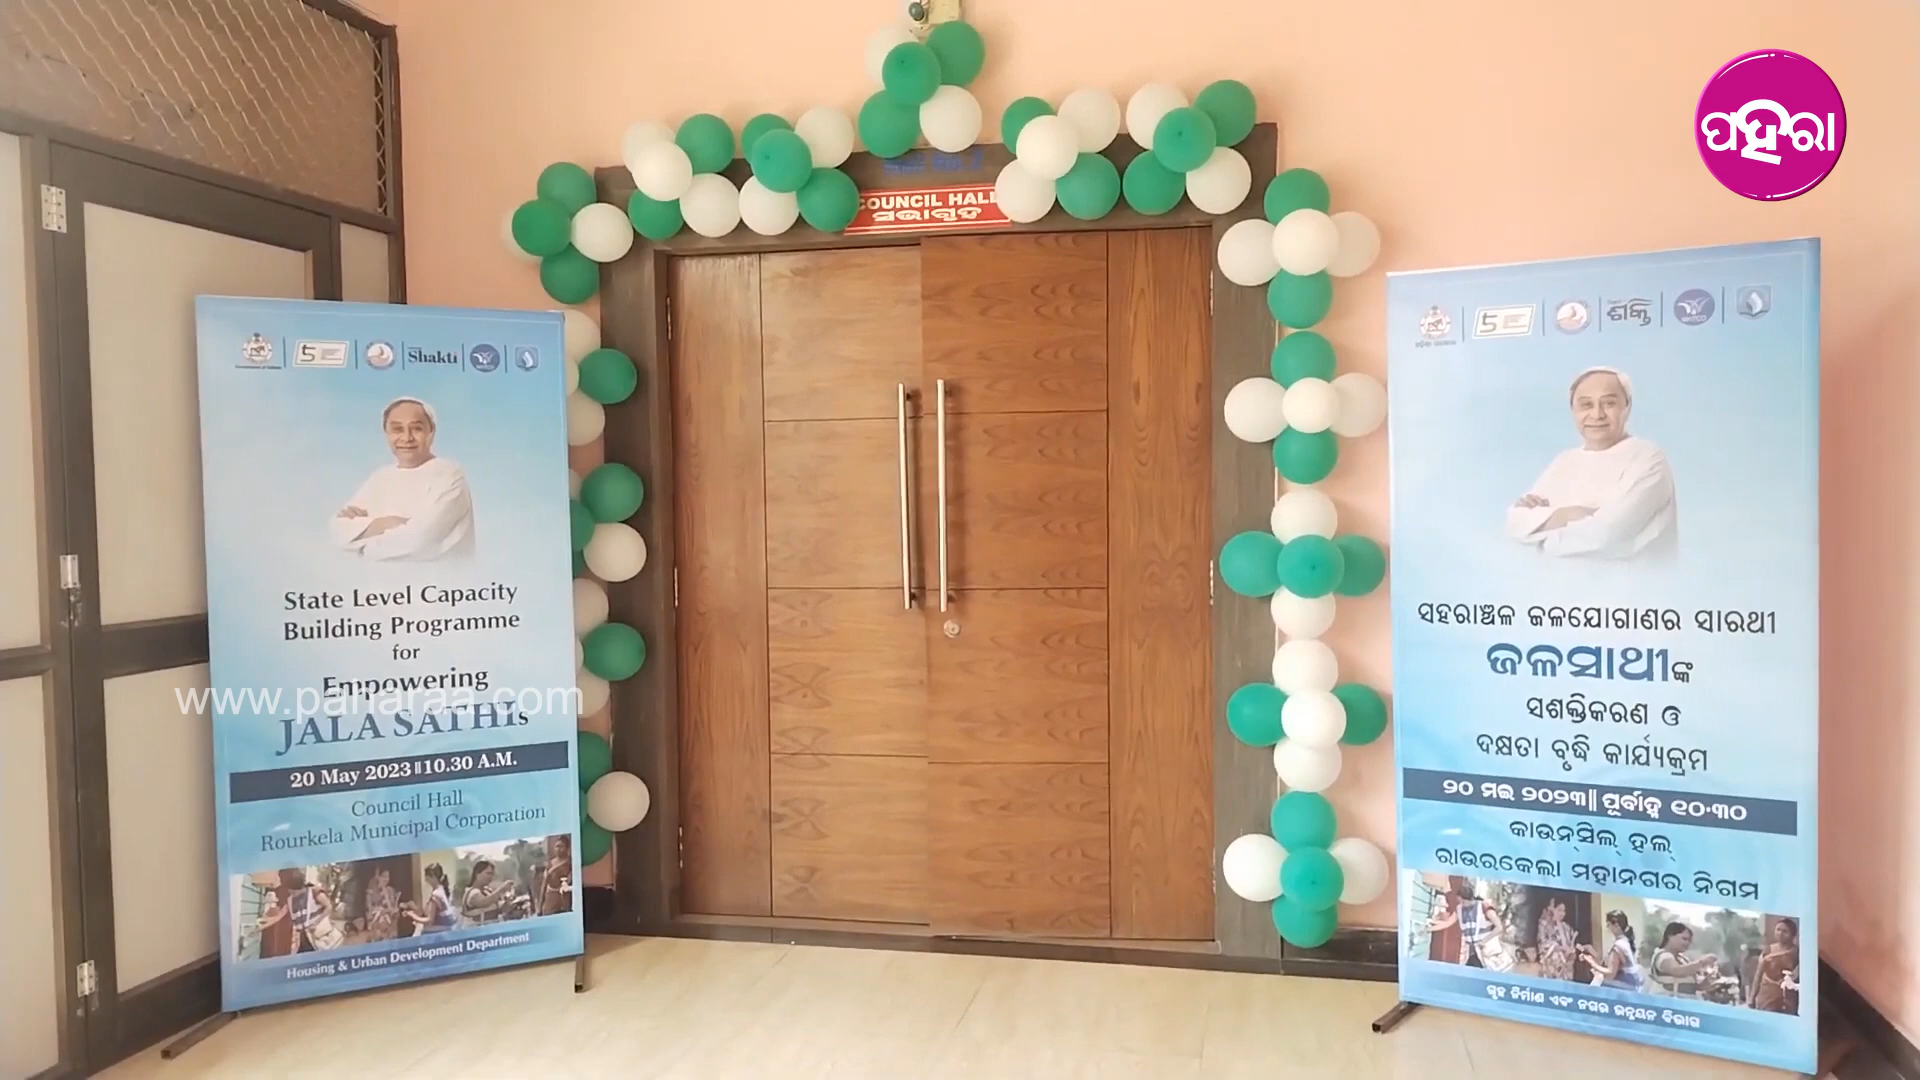 ପହରା
COUNCIL HALL
ସଭାଗୃହ
Shakti
State Level Capacity
Building Programme
for
Empowering
JALA SATHIs
20 May 2023 || 10.30 A.M.
Council Hall
Rourkela Municipal Corporation
Housing & Urban Development Department
www.paharaa.com
ଶକ୍ତି
ସହରାଞ୍ଚଳ ଜଳଯୋଗାଣର ସାରଥୀ
ଜଳସାଥୀଙ୍କ
ସଶକ୍ତିକରଣ ଓ
ଦକ୍ଷତା ବୃଦ୍ଧି କାର୍ଯ୍ୟକ୍ରମ
୨୦ ମଇ ୨୦୨୩ || ପୂର୍ବାହ୍ନ ୧୦.୩୦
କାଉନ୍‌ସିଲ୍ ହଲ୍
ରାଉରକେଲା ମହାନଗର ନିଗମ
ଗୃହ ନିର୍ମାଣ ଏବଂ ନଗର ଉନ୍ନୟନ ବିଭାଗ